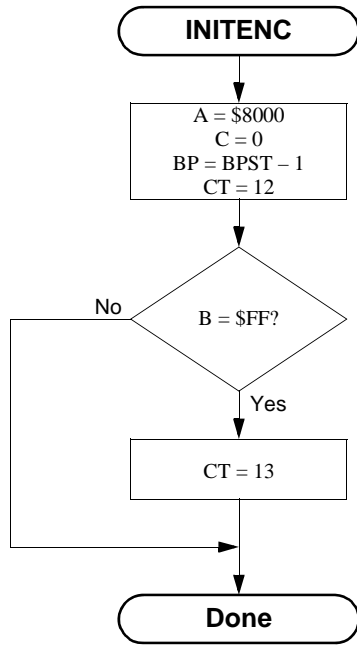 INITENC
A = $8000
C = 0
BP = BPST – 1
CT = 12
B = $FF?
No
Yes
CT = 13
Done